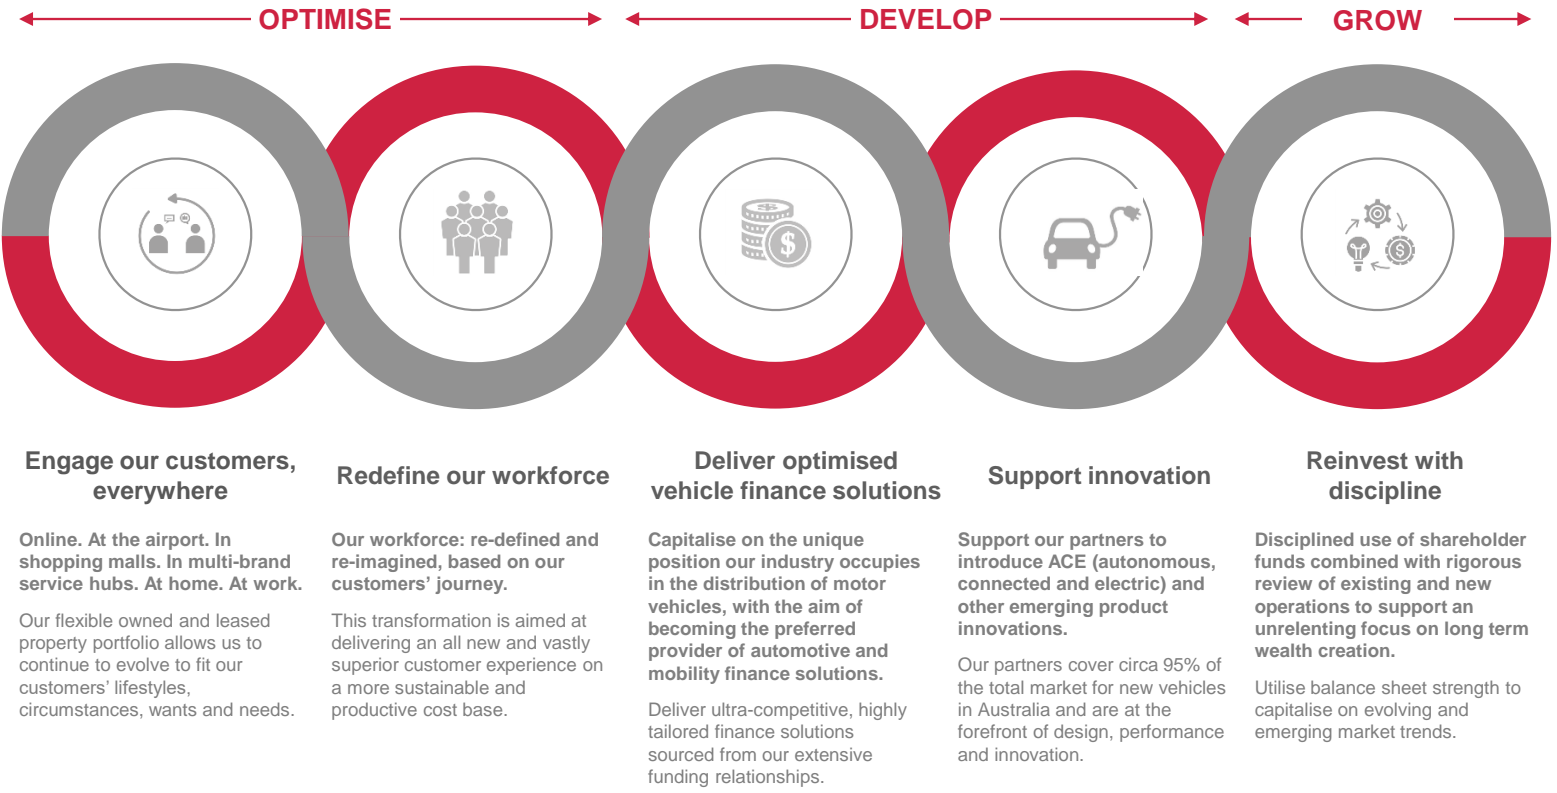 OPTIMISE
DEVELOP
GROW
Engage our customers,
everywhere
Online. At the airport. In
shopping malls. In multi-brand
service hubs. At home. At work.
Our flexible owned and leased
property portfolio allows us to
continue to evolve to fit our
customers' lifestyles,
circumstances, wants and needs.
Redefine our workforce
Our workforce: re-defined and
re-imagined, based on our
customers' journey.
This transformation is aimed at
delivering an all new and vastly
superior customer experience on
a more sustainable and
productive cost base.
Deliver optimised
vehicle finance solutions
Capitalise on the unique
position our industry occupies
in the distribution of motor
vehicles, with the aim of
becoming the preferred
provider of automotive and
mobility finance solutions.
Deliver ultra-competitive, highly
tailored finance solutions
sourced from our extensive
funding relationships.
Support innovation
Support our partners to
introduce ACE (autonomous,
connected and electric) and
other emerging product
innovations.
Our partners cover circa 95% of
the total market for new vehicles
in Australia and are at the
forefront of design, performance
and innovation.
Reinvest with
discipline
Disciplined use of shareholder
funds combined with rigorous
review of existing and new
operations to support an
unrelenting focus on long term
wealth creation.
Utilise balance sheet strength to
capitalise on evolving and
emerging market trends.